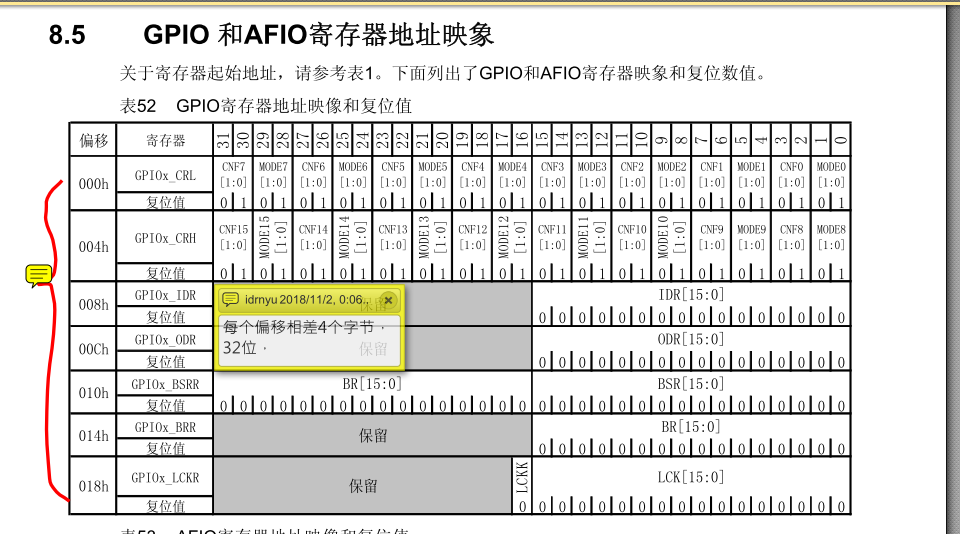 8.5 GPIO 和AFIO寄存器地址映象
关于寄存器起始地址，请参考表1。下面列出了GPIO和AFIO寄存器映象和复位数值。
表52 GPIO寄存器地址映像和复位值
偏移 寄存器 31 30 29 28 27 26 25 24 23 22 21 20 19 18 17 16 15 14 13 12 11 10 9 8 7 6 5 4 3 2 1 0
000h GPIOx_CRL CNF7 [1:0] MODE7 [1:0] CNF6 [1:0] MODE6 [1:0] CNF5 [1:0] MODE5 [1:0] CNF4 [1:0] MODE4 [1:0] CNF3 [1:0] MODE3 [1:0] CNF2 [1:0] MODE2 [1:0] CNF1 [1:0] MODE1 [1:0] CNF0 [1:0] MODE0 [1:0]
复位值 0 1 0 1 0 1 0 1 0 1 0 1 0 1 0 1 0 1 0 1 0 1 0 1 0 1 0 1 0 1 0 1
004h GPIOx_CRH CNF15 [1:0] MODE15 [1:0] CNF14 [1:0] MODE14 [1:0] CNF13 [1:0] MODE13 [1:0] CNF12 [1:0] MODE12 [1:0] CNF11 [1:0] MODE11 [1:0] CNF10 [1:0] MODE10 [1:0] CNF9 [1:0] MODE9 [1:0] CNF8 [1:0] MODE8 [1:0]
复位值 0 1 0 1 0 1 0 1 0 1 0 1 0 1 0 1 0 1 0 1 0 1 0 1 0 1 0 1 0 1 0 1
008h GPIOx_IDR 保留 IDR[15:0]
复位值 0 0 0 0 0 0 0 0 0 0 0 0 0 0 0 0
idrnyu 2018/11/2, 0:06..
每个偏移相差4个字节，
32位．
00Ch GPIOx_ODR 保留 ODR[15:0]
复位值 0 0 0 0 0 0 0 0 0 0 0 0 0 0 0 0
010h GPIOx_BSRR BR[15:0] BSR[15:0]
复位值 0 0 0 0 0 0 0 0 0 0 0 0 0 0 0 0 0 0 0 0 0 0 0 0 0 0 0 0 0 0 0 0
014h GPIOx_BRR 保留 BR[15:0]
复位值 0 0 0 0 0 0 0 0 0 0 0 0 0 0 0 0
018h GPIOx_LCKR 保留 LCKK LCK[15:0]
复位值 0 0 0 0 0 0 0 0 0 0 0 0 0 0 0 0 0
表53 AFIO寄存器地址映像和复位值